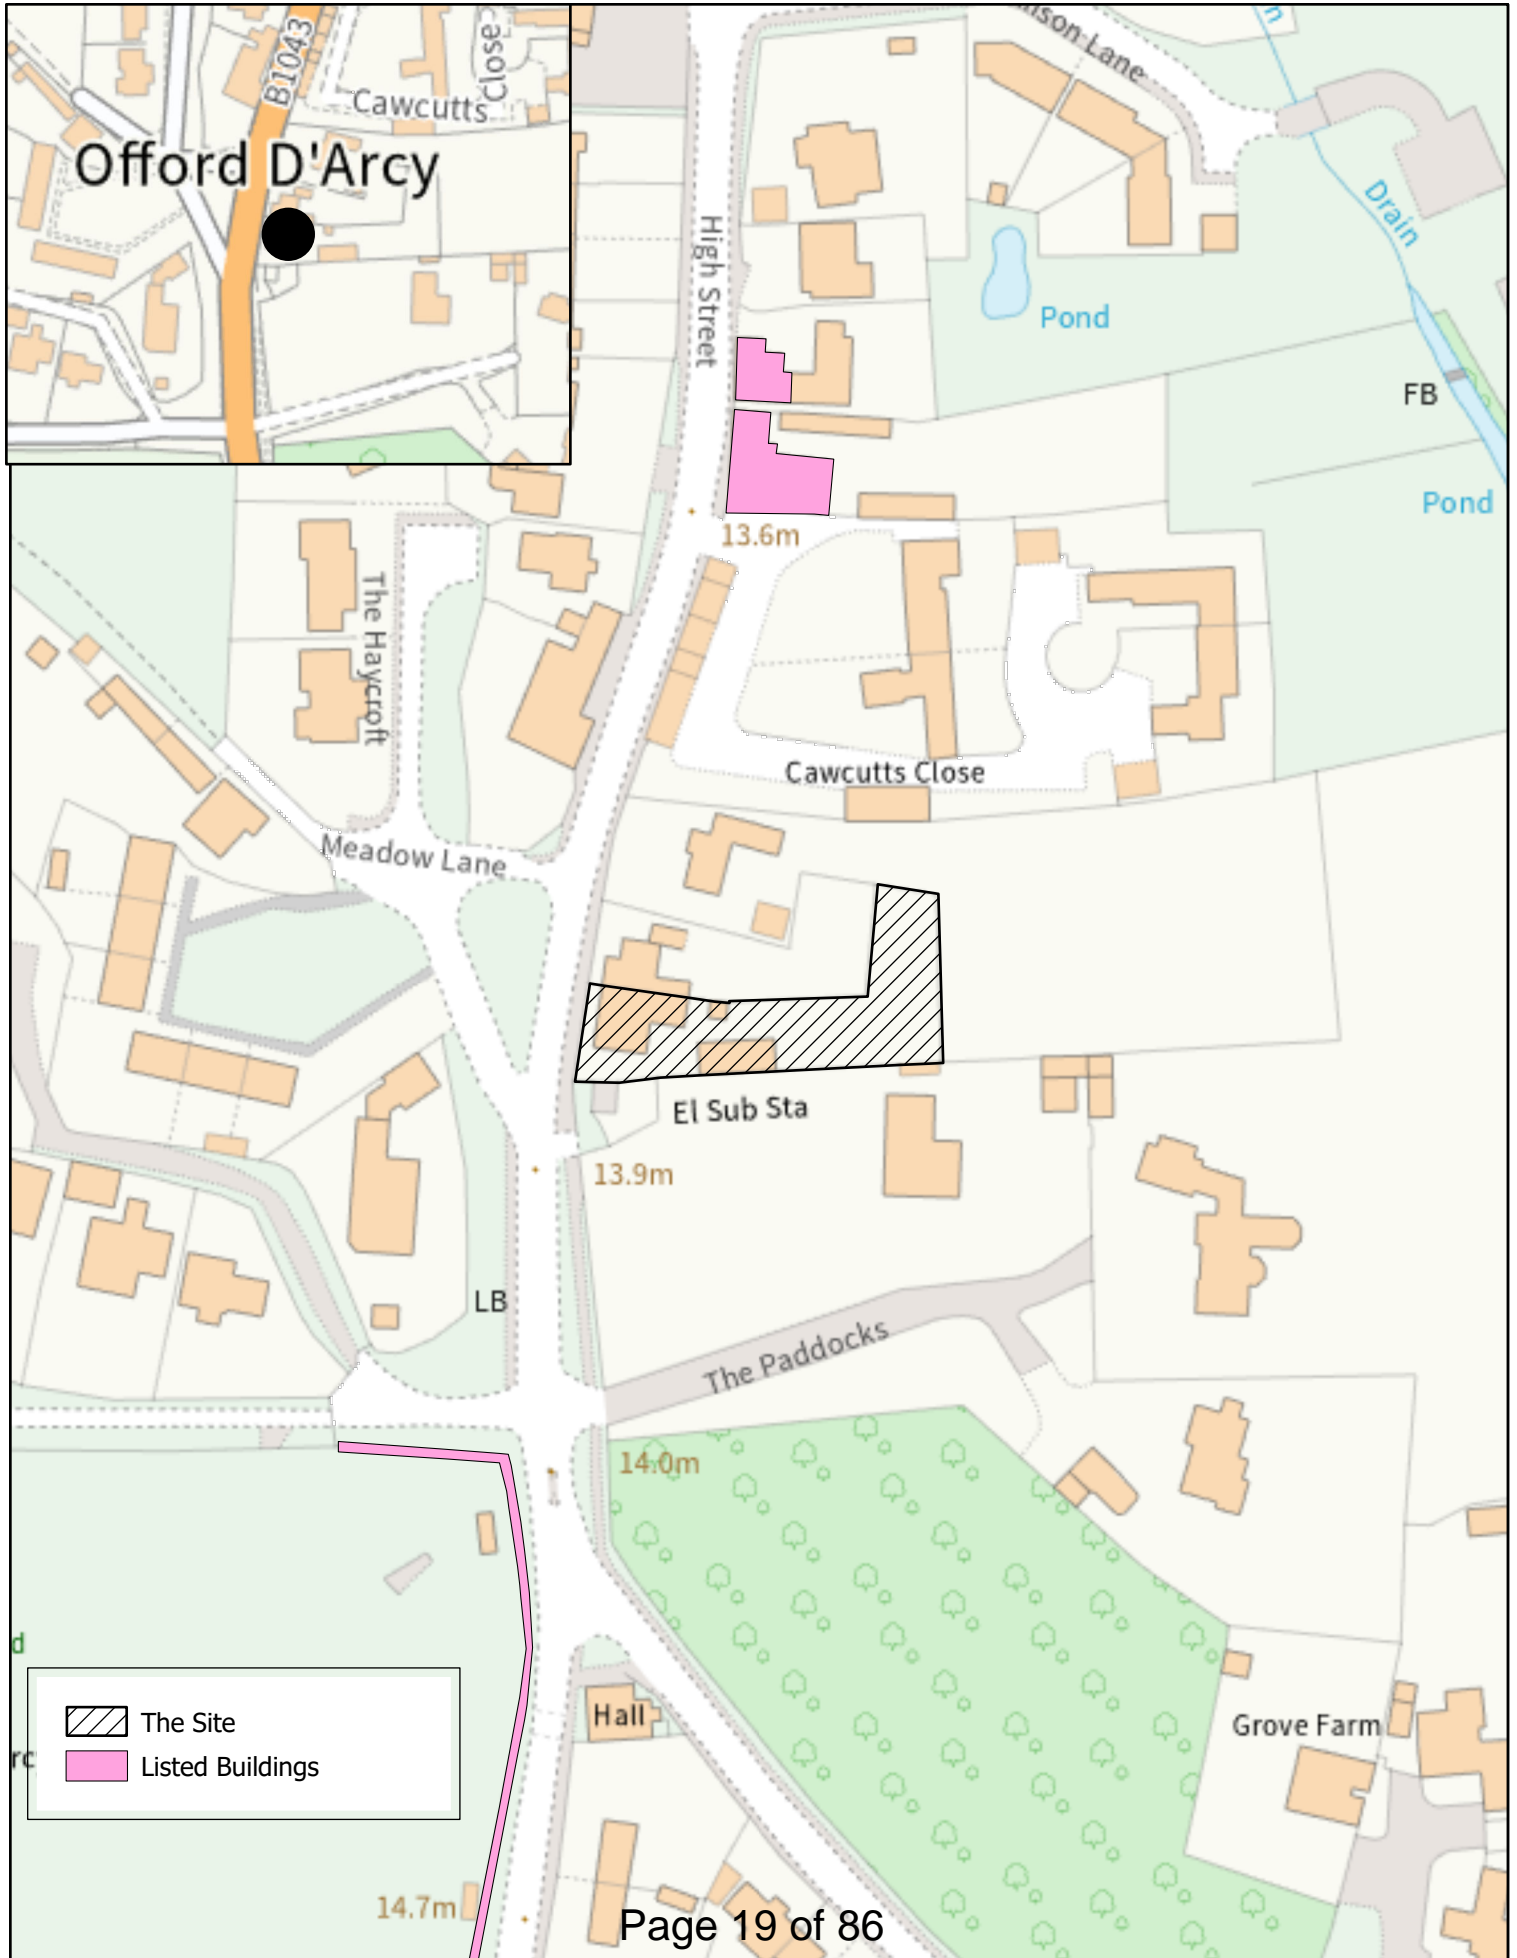 B1043
Cawcutts Close
Offord D'Arcy
Drain
High Street
Pond
FB
Pond
13.6m
The Haycroft
Cawcutts Close
Meadow Lane
El Sub Sta
13.9m
LB
The Paddocks
14.0m
Hall
The Site
Grove Farm
Listed Buildings
14.7m
Page 19 of 86